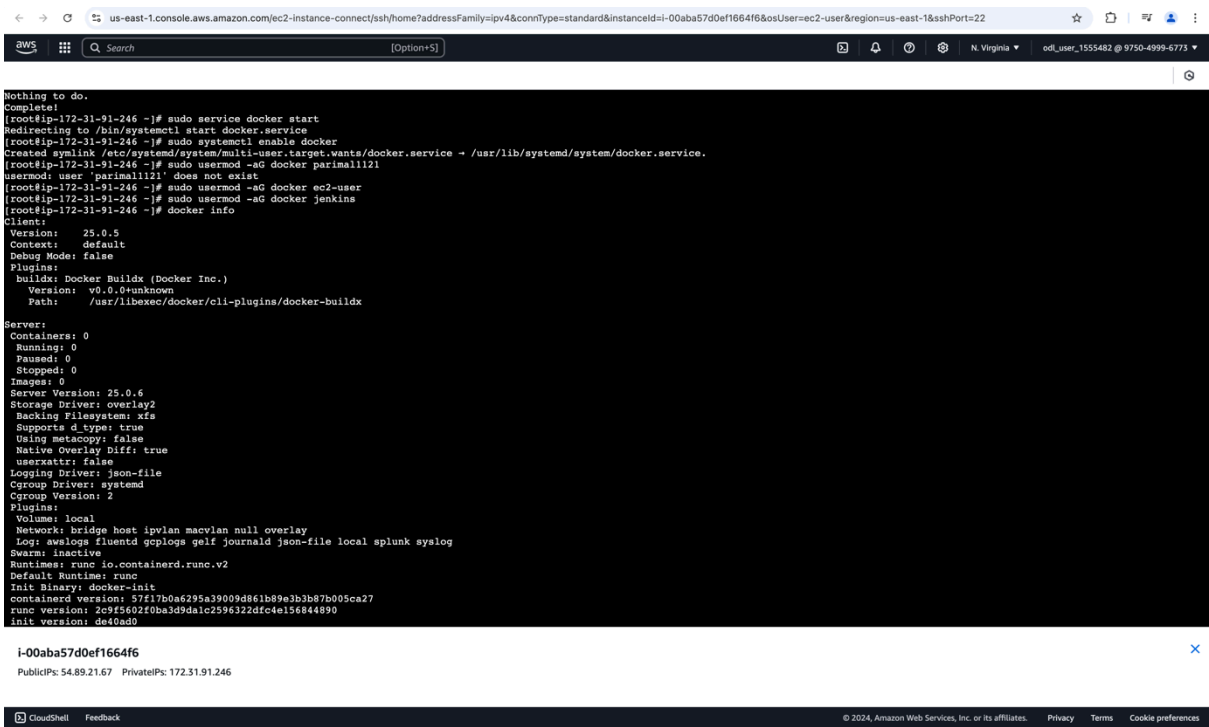 us-east-1.console.aws.amazon.com/ec2-instance-connect/ssh/home?addressFamily=ipv4&connType=standard&instanceId=i-00aba57d0ef1664f6&osUser=ec2-user&region=us-east-1&sshPort=22
aws Search [Option+S] N. Virginia odl_user_1555482 @ 9750-4999-6773
Nothing to do.
Complete!
[root@ip-172-31-91-246 ~]# sudo service docker start
Redirecting to /bin/systemctl start docker.service
[root@ip-172-31-91-246 ~]# sudo systemctl enable docker
Created symlink /etc/systemd/system/multi-user.target.wants/docker.service → /usr/lib/systemd/system/docker.service.
[root@ip-172-31-91-246 ~]# sudo usermod -aG docker parimal1121
usermod: user 'parimal1121' does not exist
[root@ip-172-31-91-246 ~]# sudo usermod -aG docker ec2-user
[root@ip-172-31-91-246 ~]# sudo usermod -aG docker jenkins
[root@ip-172-31-91-246 ~]# docker info
Client:
Version: 25.0.5
Context: default
Debug Mode: false
Plugins:
buildx: Docker Buildx (Docker Inc.)
Version: v0.0.0+unknown
Path: /usr/libexec/docker/cli-plugins/docker-buildx
Server:
Containers: 0
Running: 0
Paused: 0
Stopped: 0
Images: 0
Server Version: 25.0.6
Storage Driver: overlay2
Backing Filesystem: xfs
Supports d_type: true
Using metacopy: false
Native Overlay Diff: true
userxattr: false
Logging Driver: json-file
Cgroup Driver: systemd
Cgroup Version: 2
Plugins:
Volume: local
Network: bridge host ipvlan macvlan null overlay
Log: awslogs fluentd gcplogs gelf journald json-file local splunk syslog
Swarm: inactive
Runtimes: runc io.containerd.runc.v2
Default Runtime: runc
Init Binary: docker-init
containerd version: 57f17b0a6295a39009d861b89e3b3b87b005ca27
runc version: 2c9f5602f0ba3d9da1c2596322dfc4e156844890
init version: de40ad0
i-00aba57d0ef1664f6
PublicIPs: 54.89.21.67 PrivateIPs: 172.31.91.246
CloudShell Feedback © 2024, Amazon Web Services, Inc. or its affiliates. Privacy Terms Cookie preferences